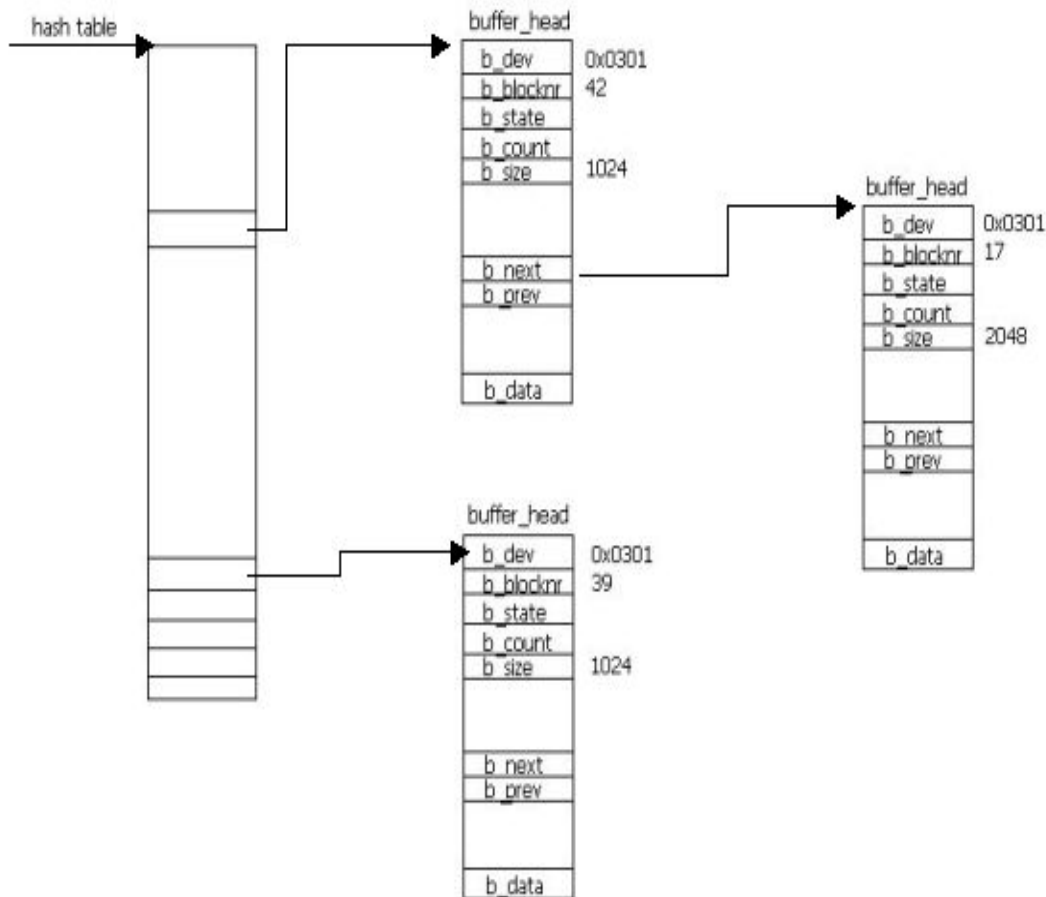 hash table
buffer_head
b_dev 0x0301
b_blocknr 42
b_state
b_count
b_size 1024
b_next
b_prev
b_data
buffer_head
b_dev 0x0301
b_blocknr 17
b_state
b_count
b_size 2048
b_next
b_prev
b_data
buffer_head
b_dev 0x0301
b_blocknr 39
b_state
b_count
b_size 1024
b_next
b_prev
b_data